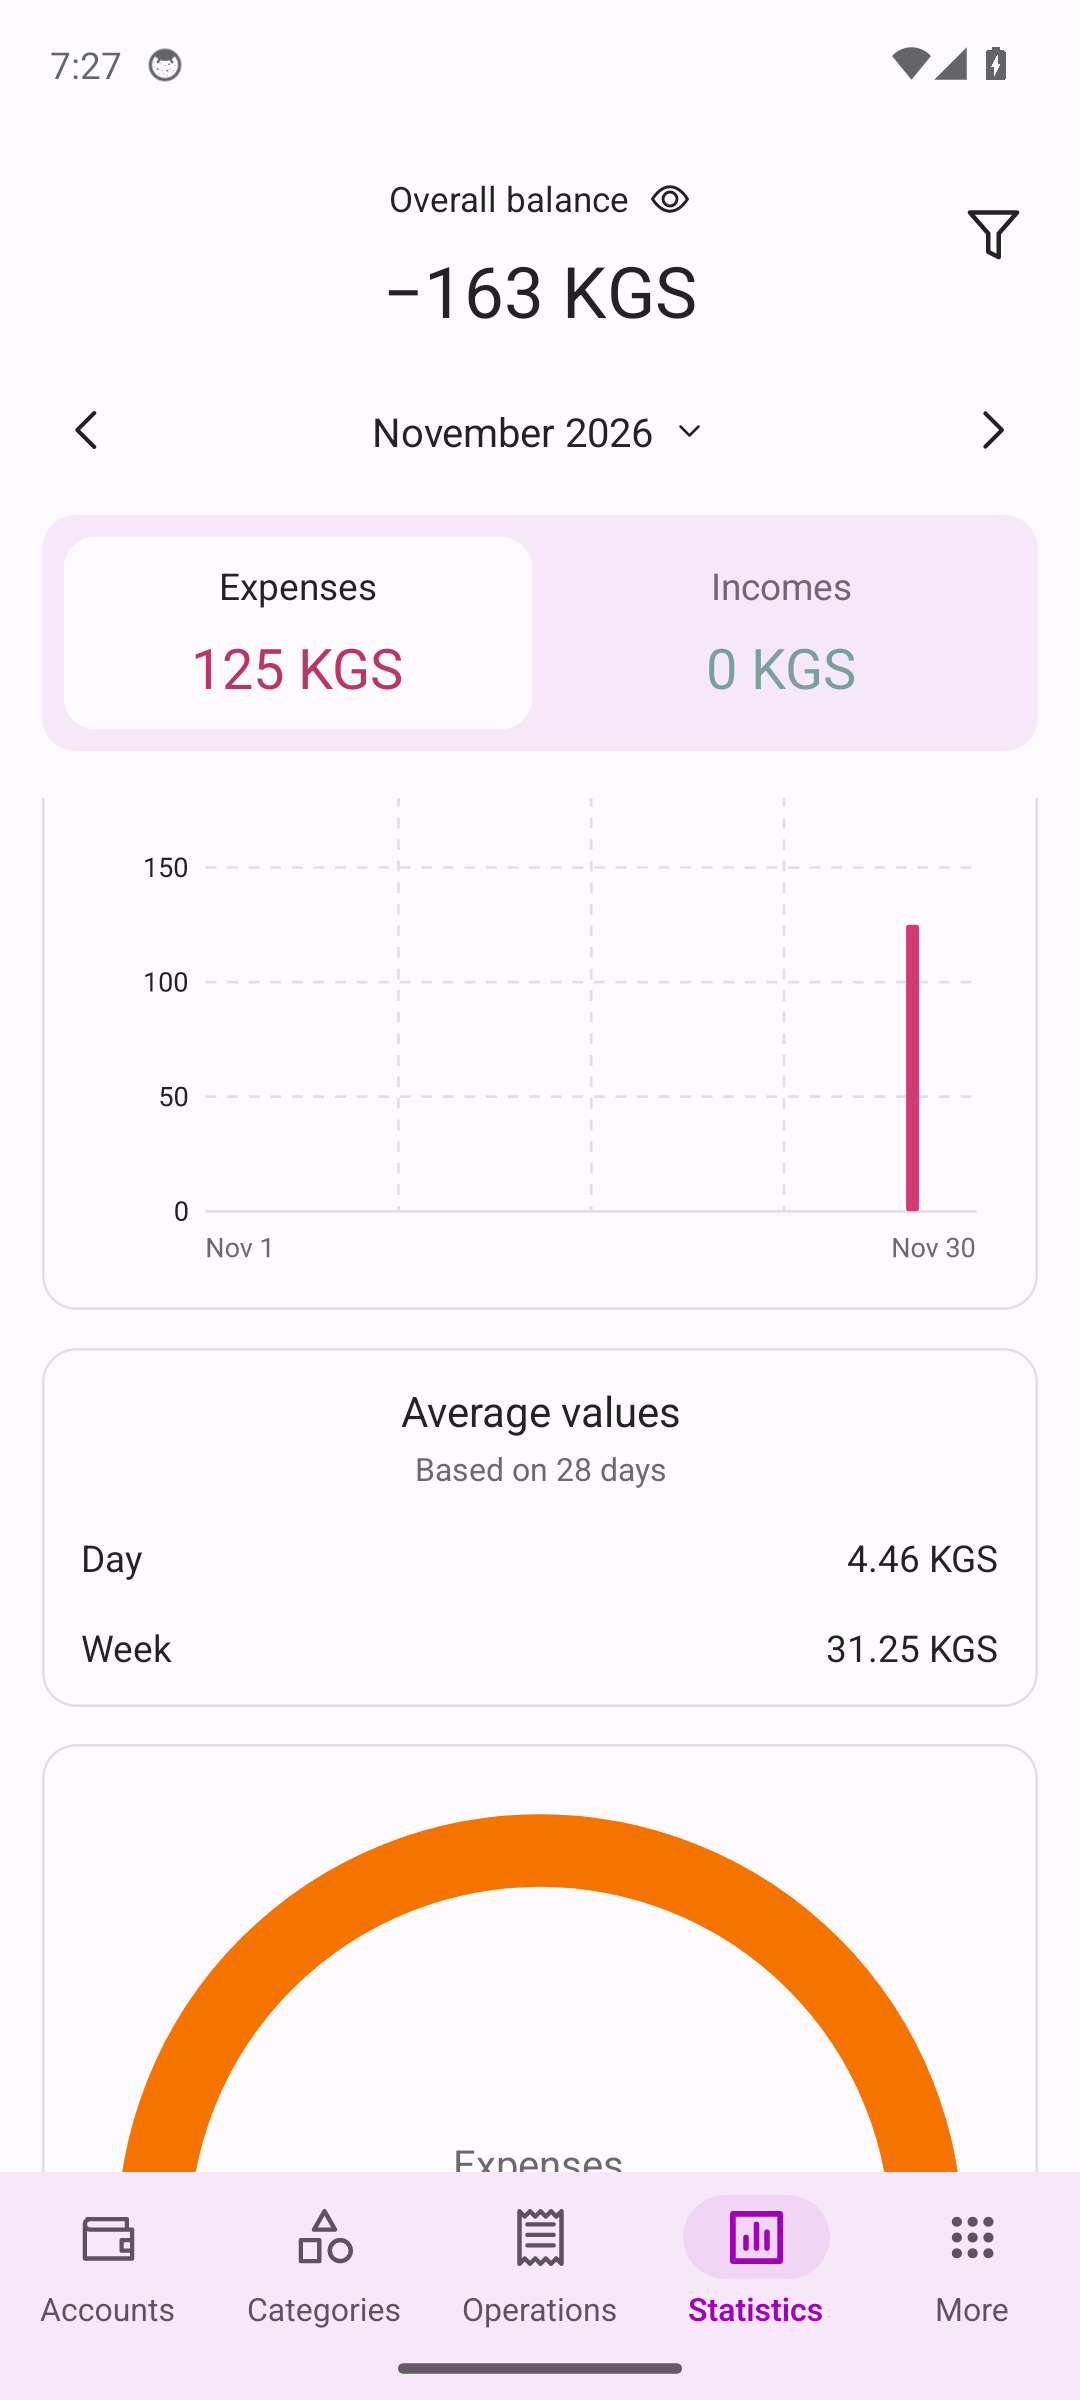 7:27
Overall balance
−163 KGS
November 2026
Expenses
125 KGS
Incomes
0 KGS
150
100
50
0
Nov 1
Nov 30
Average values
Based on 28 days
Day
4.46 KGS
Week
31.25 KGS
Expenses
Accounts
Categories
Operations
Statistics
More